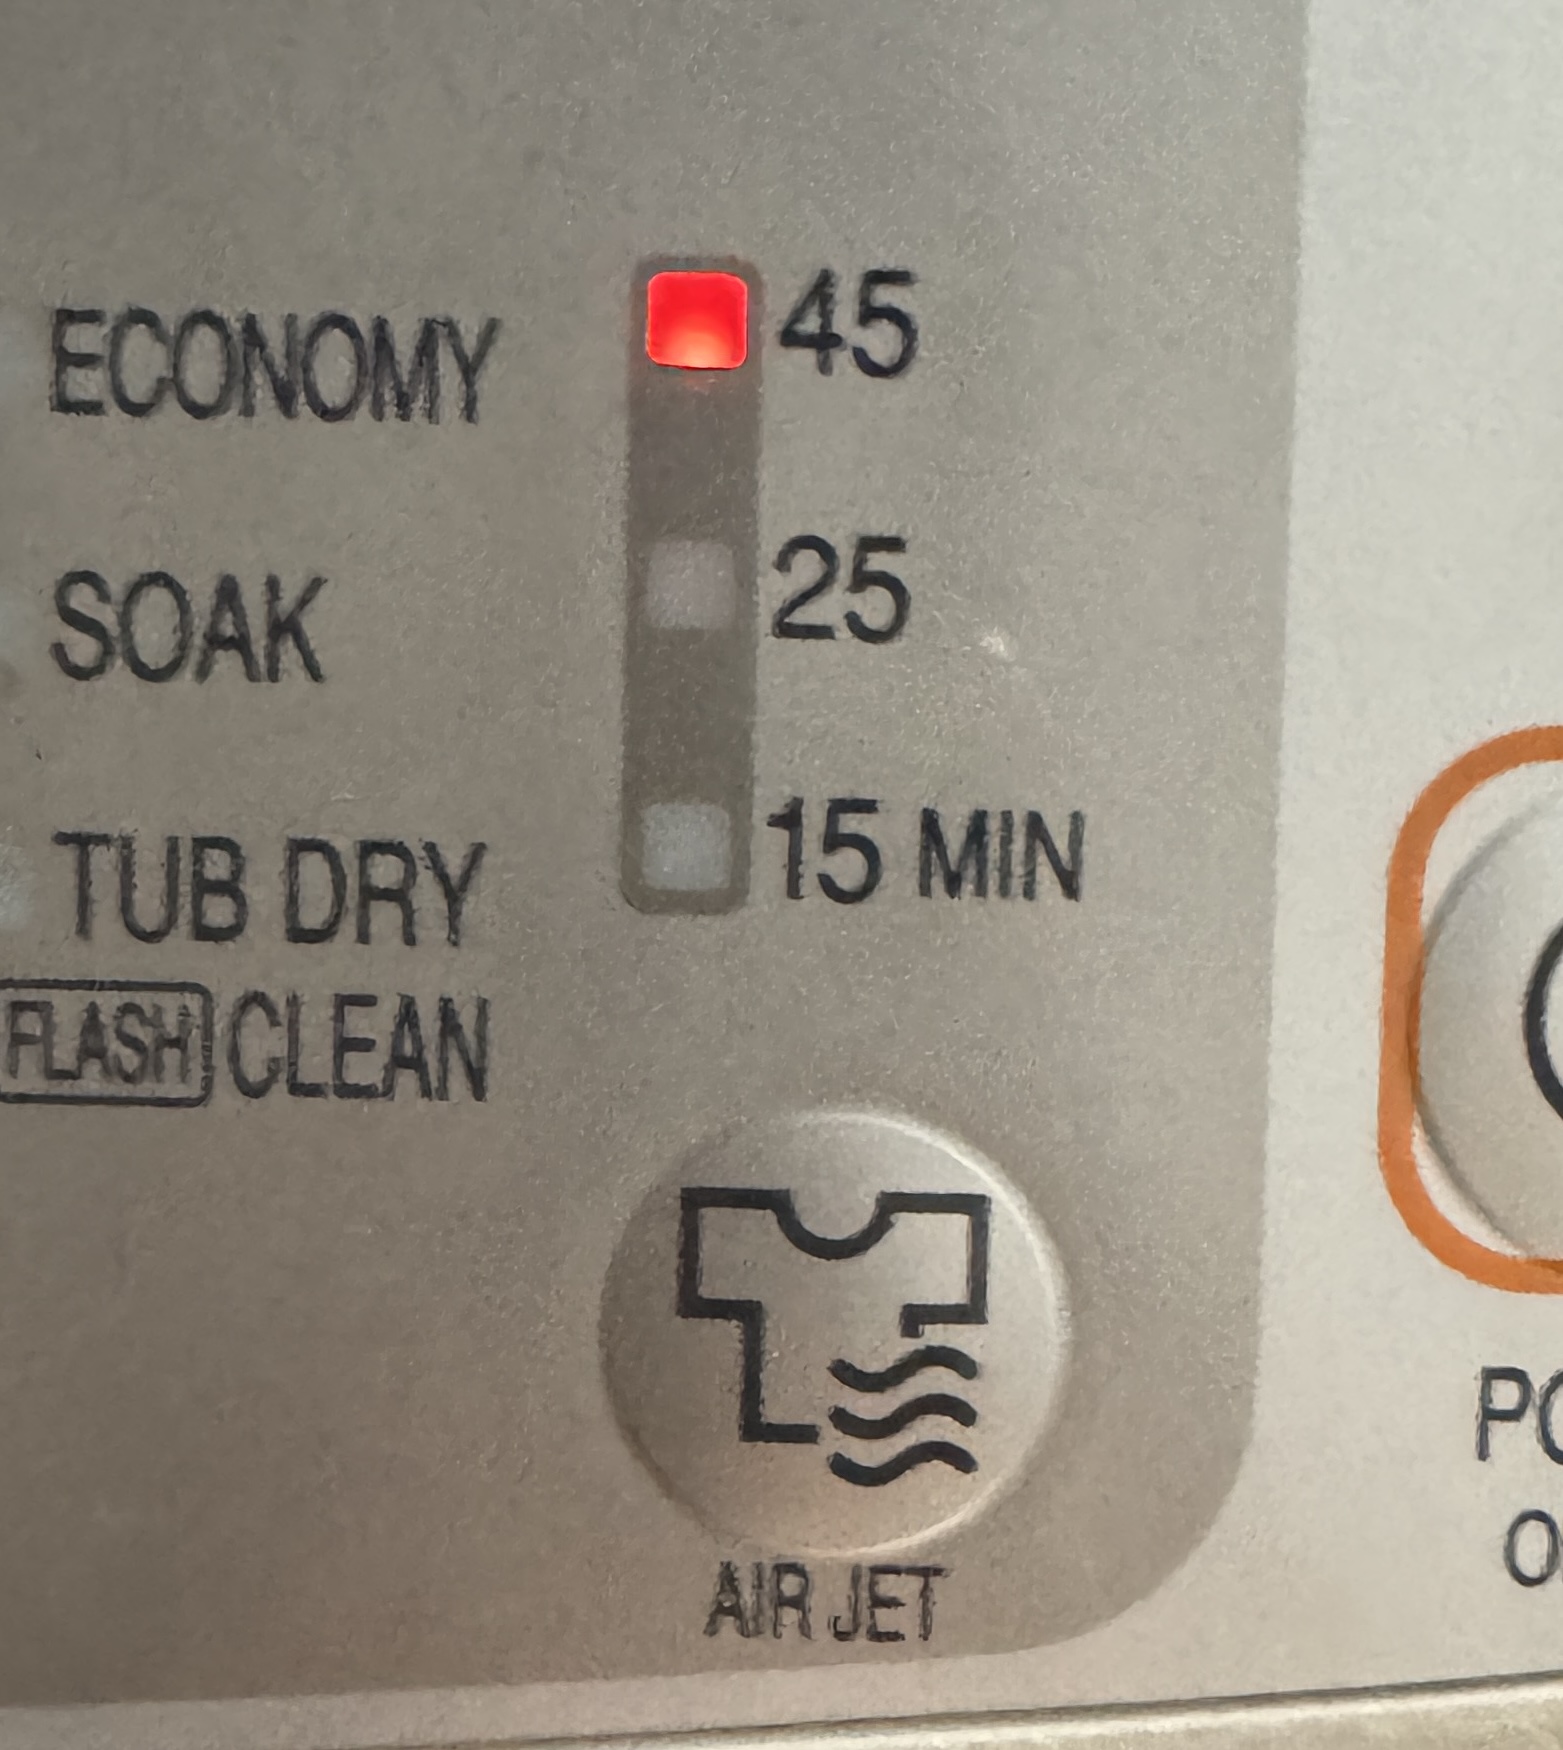 ECONOMY
SOAK
TUB DRY
FLASH CLEAN
45
25
15 MIN
AIR JET